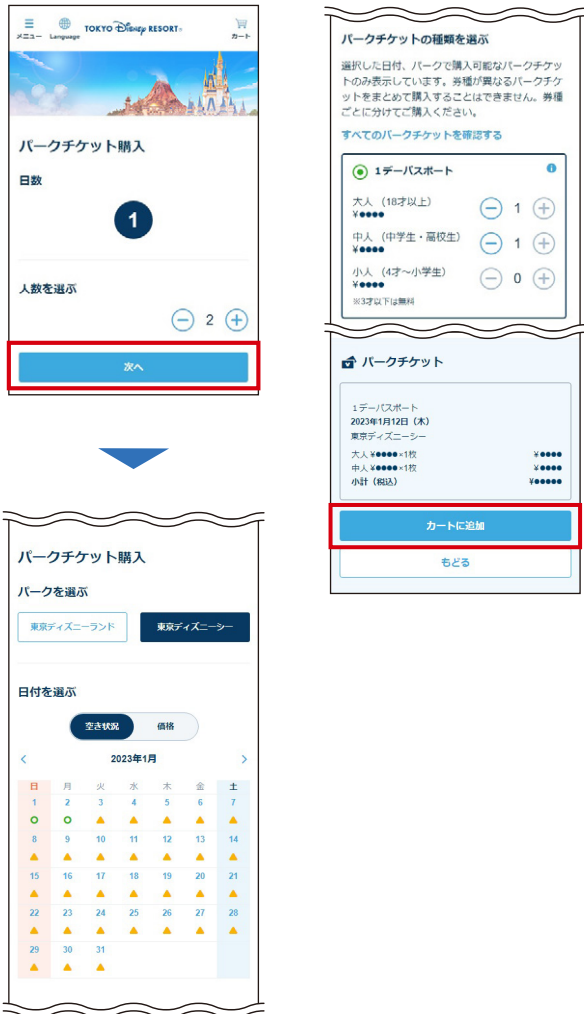 メニュー Language TOKYO Disney RESORT® カート
パークチケット購入
日数
1
人数を選ぶ
2
次へ
パークチケット購入
パークを選ぶ
東京ディズニーランド 東京ディズニーシー
日付を選ぶ
空き状況 価格
2023年1月
日 月 火 水 木 金 土
1 2 3 4 5 6 7
8 9 10 11 12 13 14
15 16 17 18 19 20 21
22 23 24 25 26 27 28
29 30 31
パークチケットの種類を選ぶ
選択した日付、パークで購入可能なパークチケッ
トのみ表示しています。券種が異なるパークチケ
ットをまとめて購入することはできません。券種
ごとに分けてご購入ください。
すべてのパークチケットを確認する
1デーパスポート
大人 (18才以上) 1
¥●●●●
中人 (中学生・高校生) 1
¥●●●●
小人 (4才~小学生) 0
¥●●●●
※3才以下は無料
パークチケット
1デーパスポート
2023年1月12日(木)
東京ディズニーシー
大人 ¥●●●●×1枚 ¥●●●●
中人 ¥●●●●×1枚 ¥●●●●
小計(税込) ¥●●●●●
カートに追加
もどる